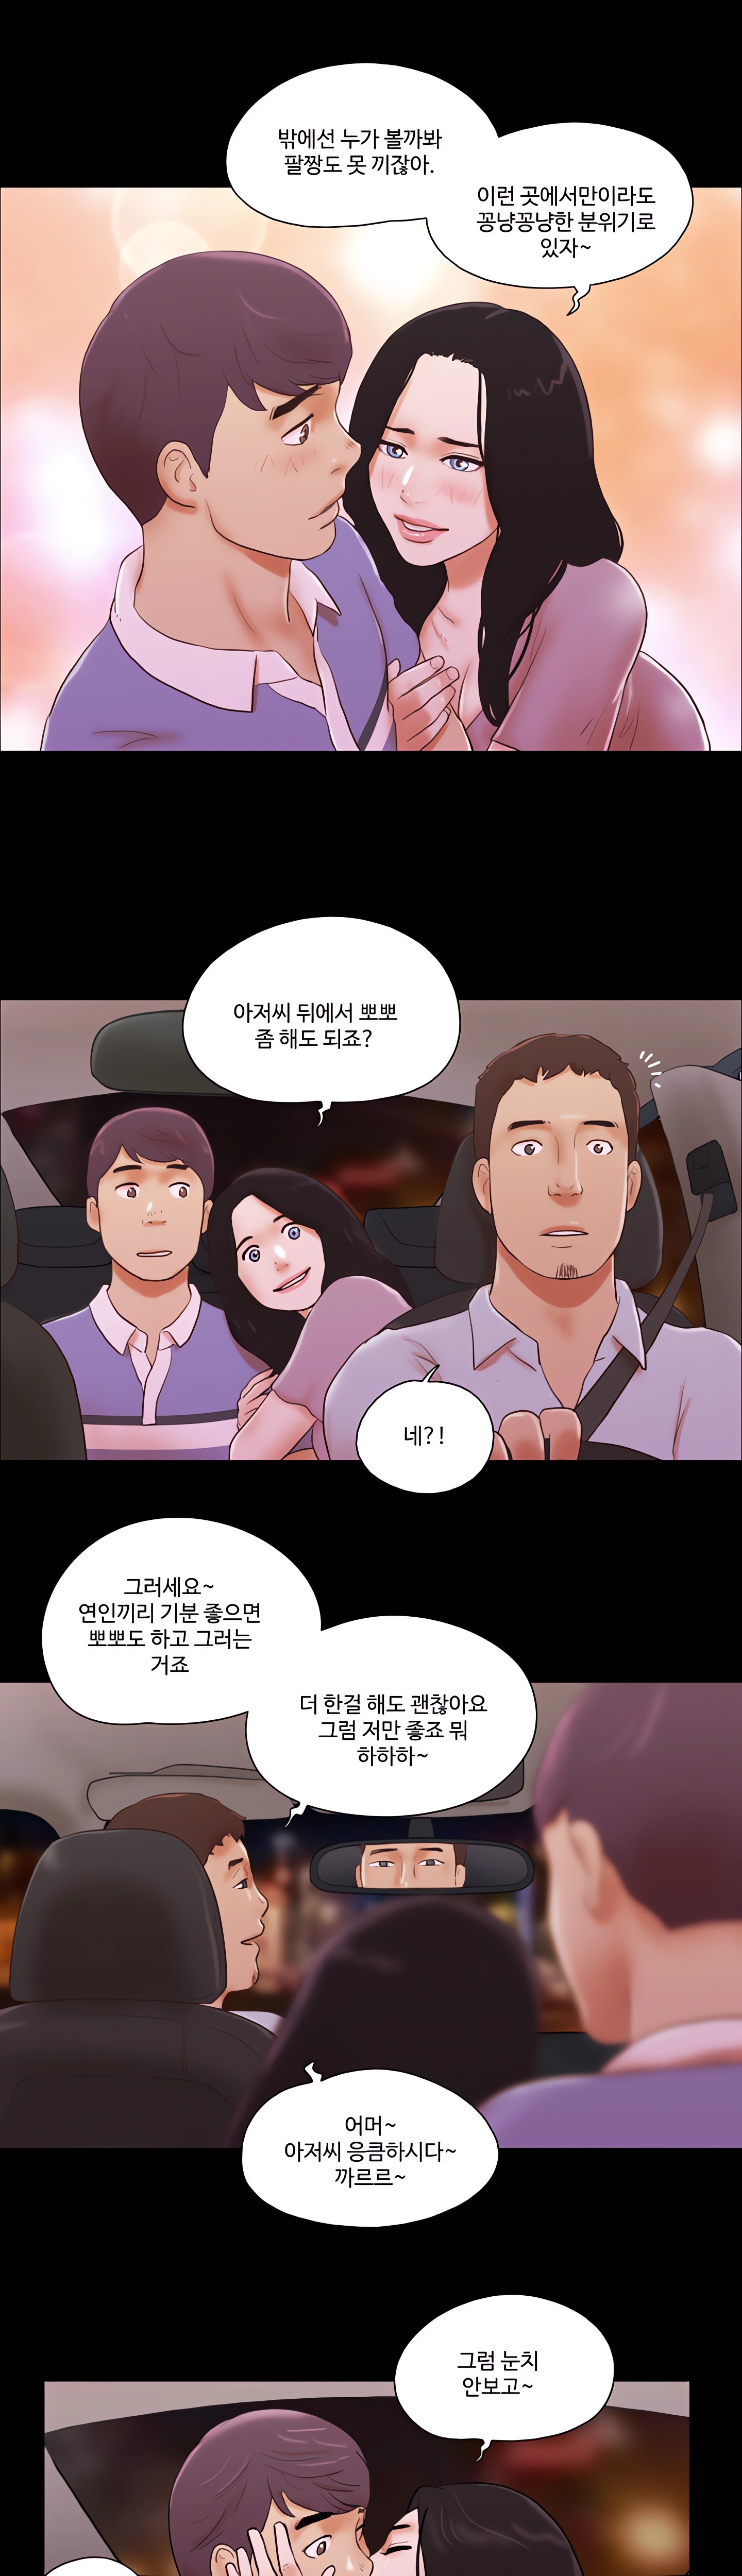 밖에선 누가 볼까봐
팔짱도 못 끼잖아.
이런 곳에서만이라도
꽁냥꽁냥한 분위기로
있자~
아저씨 뒤에서 뽀뽀
좀 해도 되죠?
네?!
그러세요~
연인끼리 기분 좋으면
뽀뽀도 하고 그러는
거죠
더 한걸 해도 괜찮아요
그럼 저만 좋죠 뭐
하하하~
어머~
아저씨 응큼하시다~
까르르~
그럼 눈치
안보고~